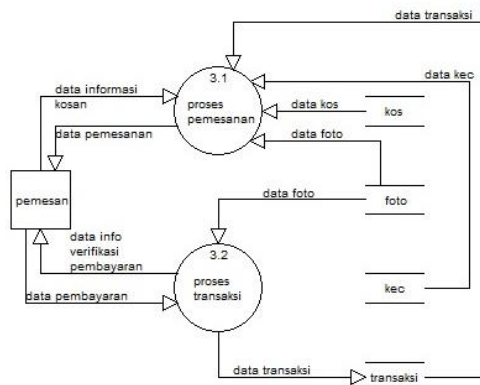 data transaksi
3.1
data kec
data informasi
kosan
proses
pemesanan
data kos
kos
data pemesanan
data foto
pemesan
data foto
foto
data info
verifikasi
pembayaran
3.2
proses
transaksi
kec
data pembayaran
data transaksi
transaksi